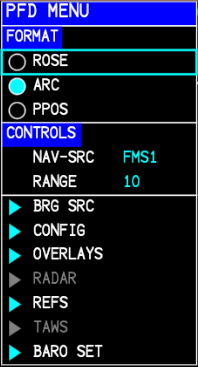 PFD MENU
FORMAT
ROSE
ARC
PPOS
CONTROLS
NAV-SRC FMS1
RANGE 10
BRG SRC
CONFIG
OVERLAYS
RADAR
REFS
TAWS
BARO SET